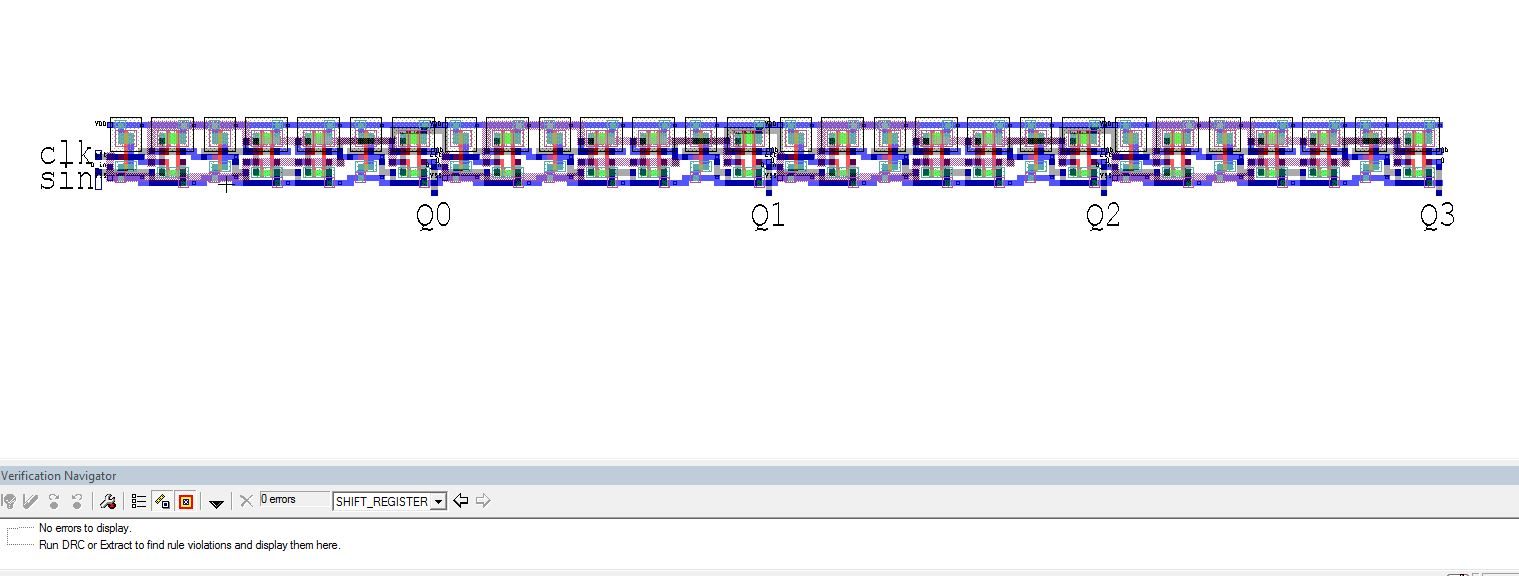 clk
sin
Q0 Q1 Q2 Q3
Verification Navigator
0 errors SHIFT_REGISTER
No errors to display.
Run DRC or Extract to find rule violations and display them here.